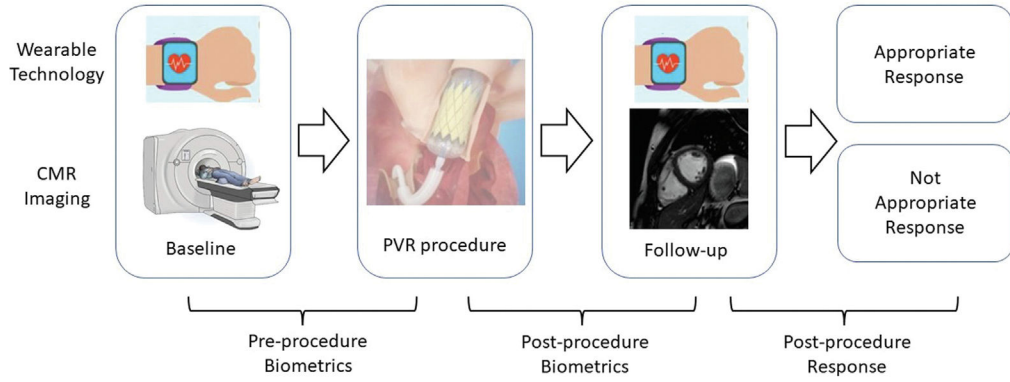 Wearable
Technology
CMR
Imaging
Baseline
PVR procedure
Follow-up
Appropriate
Response
Not
Appropriate
Response
Pre-procedure
Biometrics
Post-procedure
Biometrics
Post-procedure
Response